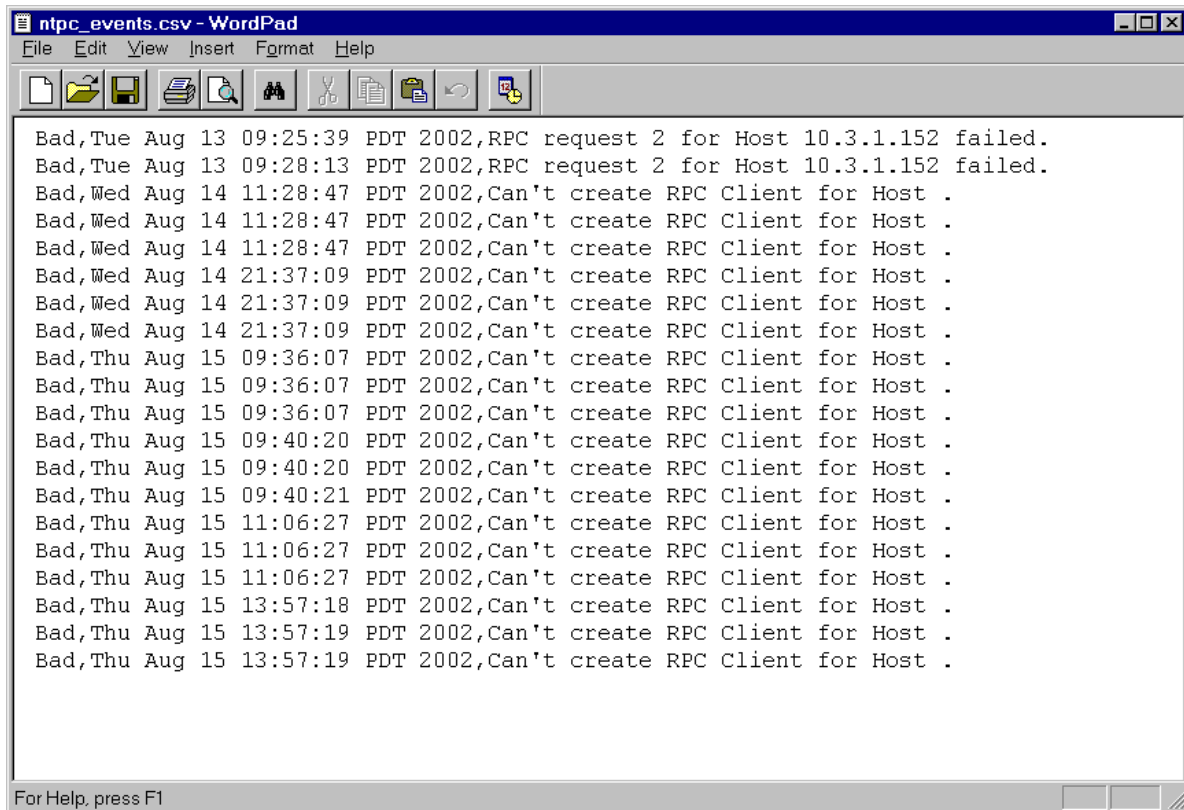 ntpc_events.csv - WordPad
File Edit View Insert Format Help
Bad,Tue Aug 13 09:25:39 PDT 2002,RPC request 2 for Host 10.3.1.152 failed.
Bad,Tue Aug 13 09:28:13 PDT 2002,RPC request 2 for Host 10.3.1.152 failed.
Bad,Wed Aug 14 11:28:47 PDT 2002,Can't create RPC Client for Host .
Bad,Wed Aug 14 11:28:47 PDT 2002,Can't create RPC Client for Host .
Bad,Wed Aug 14 11:28:47 PDT 2002,Can't create RPC Client for Host .
Bad,Wed Aug 14 21:37:09 PDT 2002,Can't create RPC Client for Host .
Bad,Wed Aug 14 21:37:09 PDT 2002,Can't create RPC Client for Host .
Bad,Wed Aug 14 21:37:09 PDT 2002,Can't create RPC Client for Host .
Bad,Thu Aug 15 09:36:07 PDT 2002,Can't create RPC Client for Host .
Bad,Thu Aug 15 09:36:07 PDT 2002,Can't create RPC Client for Host .
Bad,Thu Aug 15 09:36:07 PDT 2002,Can't create RPC Client for Host .
Bad,Thu Aug 15 09:40:20 PDT 2002,Can't create RPC Client for Host .
Bad,Thu Aug 15 09:40:20 PDT 2002,Can't create RPC Client for Host .
Bad,Thu Aug 15 09:40:21 PDT 2002,Can't create RPC Client for Host .
Bad,Thu Aug 15 11:06:27 PDT 2002,Can't create RPC Client for Host .
Bad,Thu Aug 15 11:06:27 PDT 2002,Can't create RPC Client for Host .
Bad,Thu Aug 15 11:06:27 PDT 2002,Can't create RPC Client for Host .
Bad,Thu Aug 15 13:57:18 PDT 2002,Can't create RPC Client for Host .
Bad,Thu Aug 15 13:57:19 PDT 2002,Can't create RPC Client for Host .
Bad,Thu Aug 15 13:57:19 PDT 2002,Can't create RPC Client for Host .
For Help, press F1